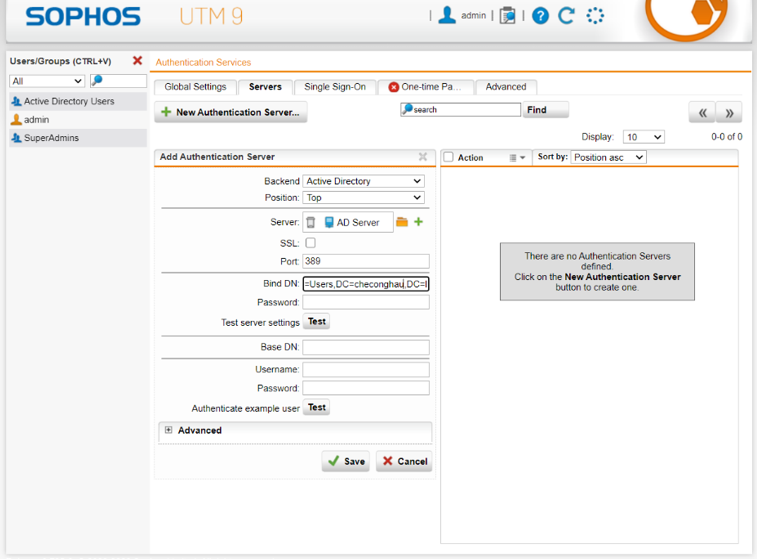 SOPHOS UTM 9
| admin | | ?
Users/Groups (CTRL+V)
All
Active Directory Users
admin
SuperAdmins
Authentication Services
Global Settings Servers Single Sign-On One-time Pa... Advanced
+ New Authentication Server...
search Find « »
Display: 10 0-0 of 0
Add Authentication Server
Backend Active Directory
Position: Top
Server: AD Server
SSL:
Port: 389
Bind DN: =Users,DC=checonghau,DC=l
Password:
Test server settings Test
Base DN:
Username:
Password:
Authenticate example user Test
Advanced
Save Cancel
Action Sort by: Position asc
There are no Authentication Servers
defined.
Click on the New Authentication Server
button to create one.